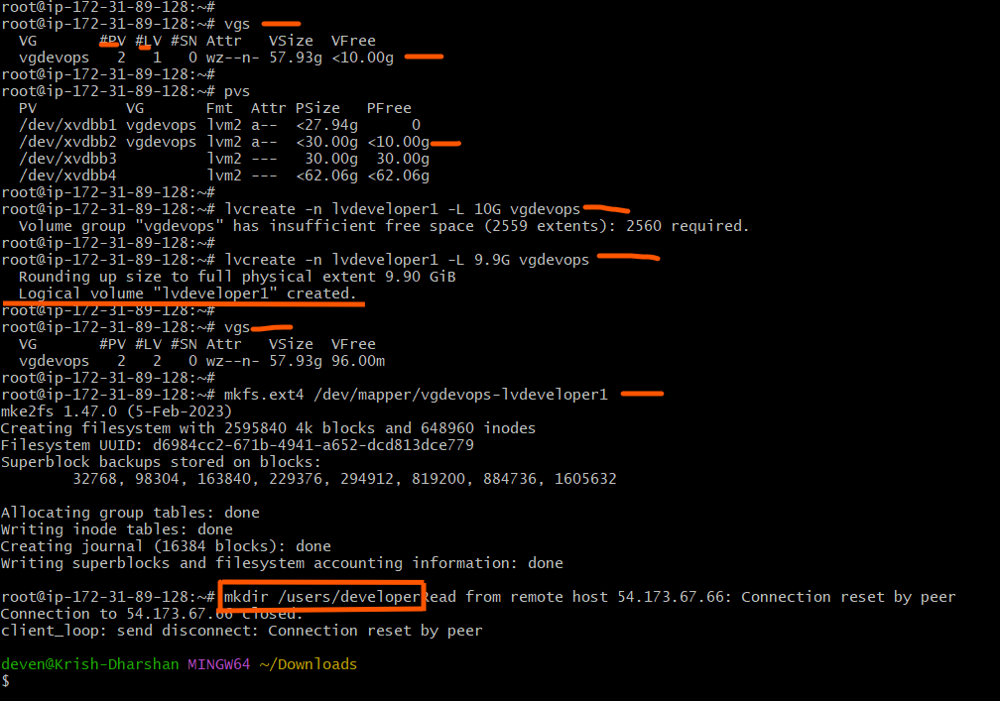 root@ip-172-31-89-128:~#
root@ip-172-31-89-128:~# vgs
  VG       #PV #LV #SN Attr   VSize  VFree
  vgdevops   2   1   0 wz--n- 57.93g <10.00g
root@ip-172-31-89-128:~#
root@ip-172-31-89-128:~# pvs
  PV          VG       Fmt  Attr PSize   PFree
  /dev/xvdbb1 vgdevops lvm2 a--  <27.94g      0
  /dev/xvdbb2 vgdevops lvm2 a--  <30.00g <10.00g
  /dev/xvdbb3          lvm2 ---   30.00g  30.00g
  /dev/xvdbb4          lvm2 ---  <62.06g <62.06g
root@ip-172-31-89-128:~#
root@ip-172-31-89-128:~# lvcreate -n lvdeveloper1 -L 10G vgdevops
  Volume group "vgdevops" has insufficient free space (2559 extents): 2560 required.
root@ip-172-31-89-128:~#
root@ip-172-31-89-128:~# lvcreate -n lvdeveloper1 -L 9.9G vgdevops
  Rounding up size to full physical extent 9.90 GiB
  Logical volume "lvdeveloper1" created.
root@ip-172-31-89-128:~#
root@ip-172-31-89-128:~# vgs
  VG       #PV #LV #SN Attr   VSize  VFree
  vgdevops   2   2   0 wz--n- 57.93g 96.00m
root@ip-172-31-89-128:~#
root@ip-172-31-89-128:~# mkfs.ext4 /dev/mapper/vgdevops-lvdeveloper1
mke2fs 1.47.0 (5-Feb-2023)
Creating filesystem with 2595840 4k blocks and 648960 inodes
Filesystem UUID: d6984cc2-671b-4941-a652-dcd813dce779
Superblock backups stored on blocks:
        32768, 98304, 163840, 229376, 294912, 819200, 884736, 1605632
Allocating group tables: done
Writing inode tables: done
Creating journal (16384 blocks): done
Writing superblocks and filesystem accounting information: done
root@ip-172-31-89-128:~# mkdir /users/developerRead from remote host 54.173.67.66: Connection reset by peer
Connection to 54.173.67.66 closed.
client_loop: send disconnect: Connection reset by peer
deven@Krish-Dharshan MINGW64 ~/Downloads
$